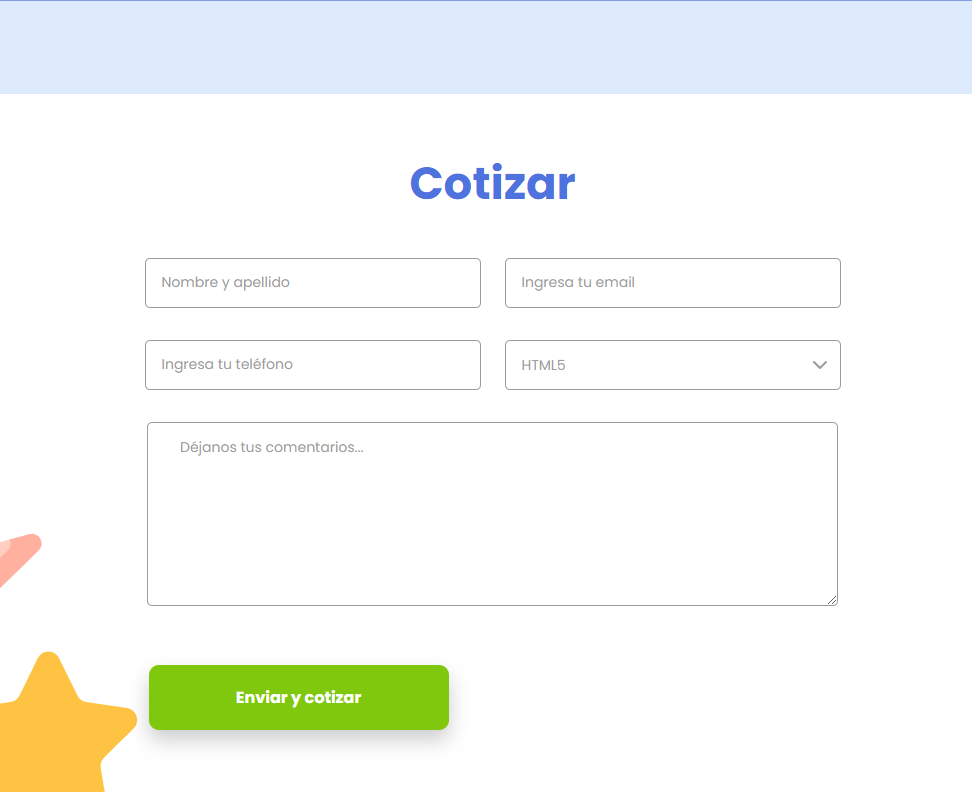 Cotizar
Nombre y apellido
Ingresa tu email
Ingresa tu teléfono
HTML5
Déjanos tus comentarios...
Enviar y cotizar